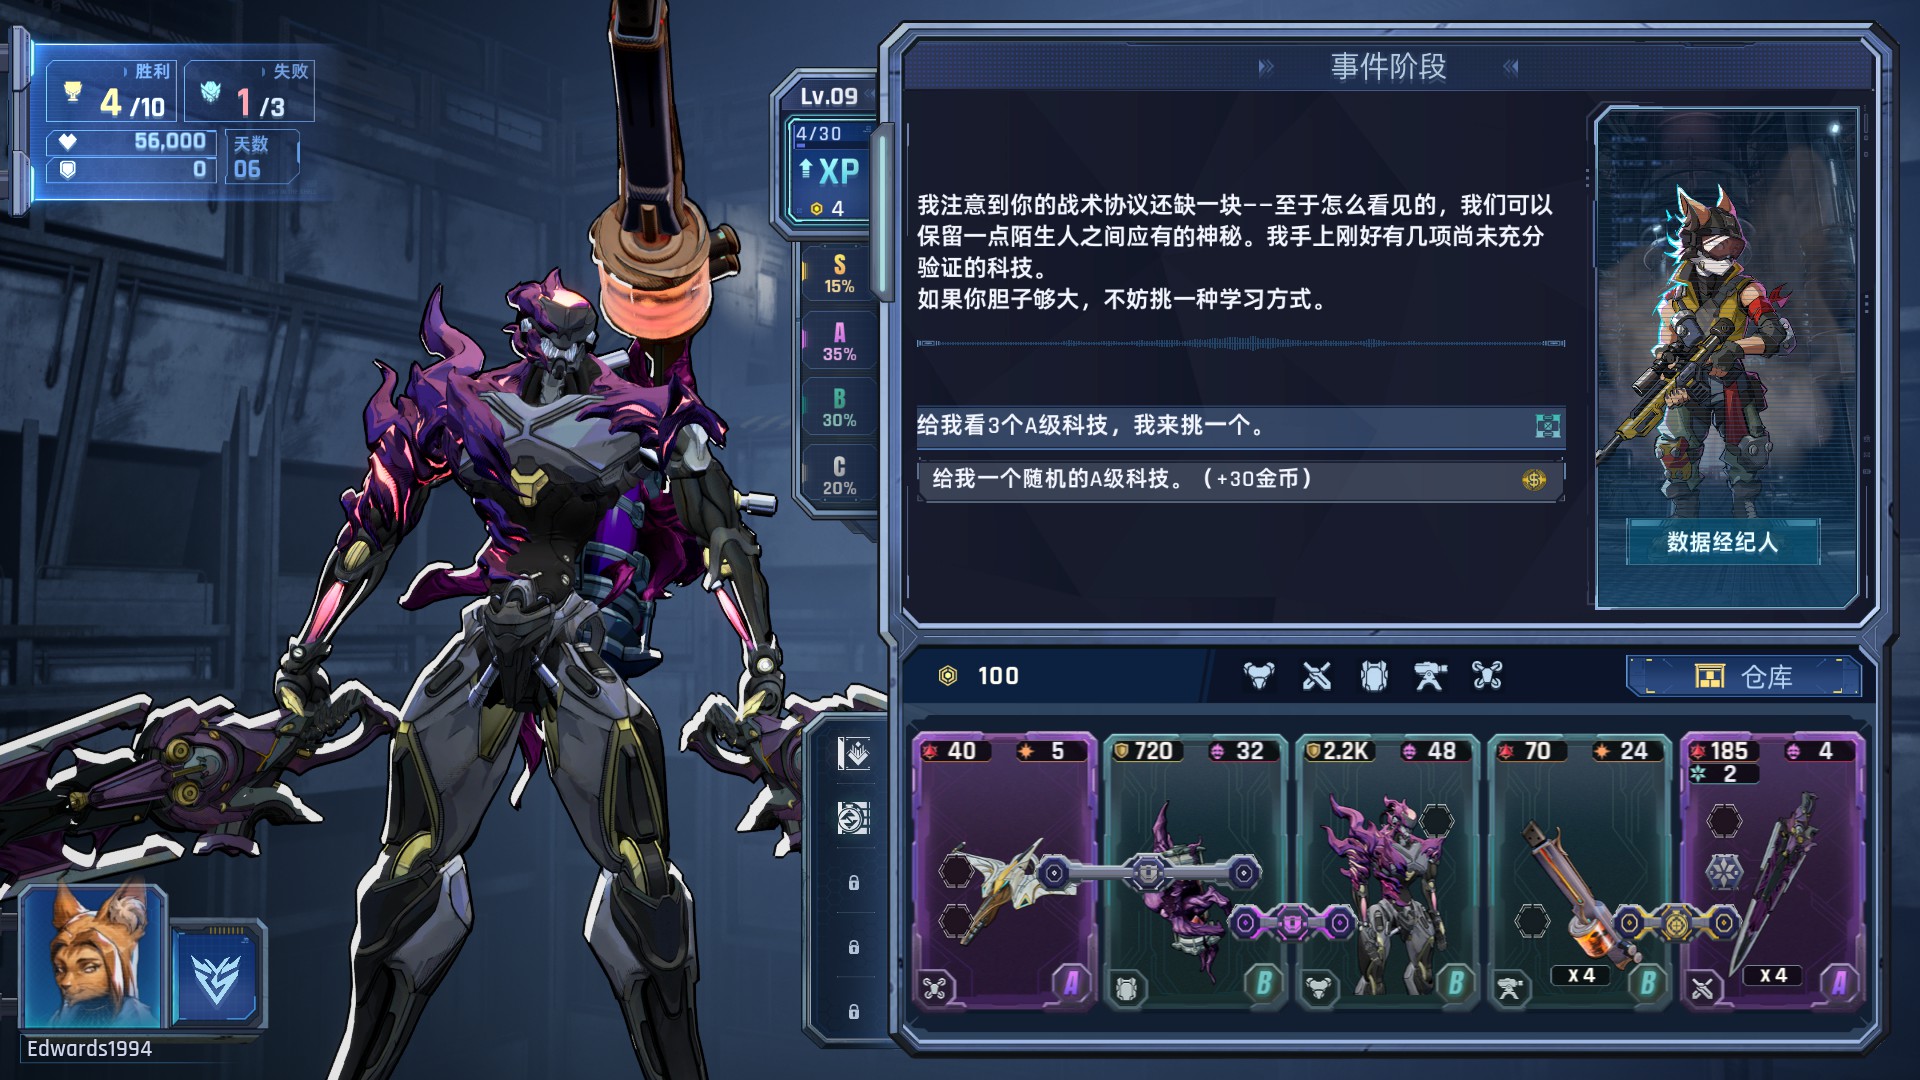 胜利
4/10
失败
1/3
56,000
0
天数
06
Lv.09
4/30
XP
4
S
15%
A
35%
B
30%
C
20%
事件阶段
我注意到你的战术协议还缺一块——至于怎么看见的，我们可以
保留一点陌生人之间应有的神秘。我手上刚好有几项尚未充分
验证的科技。
如果你胆子够大，不妨挑一种学习方式。
给我看3个A级科技，我来挑一个。
给我一个随机的A级科技。（+30金币）
数据经纪人
100
仓库
40
5
A
720
32
B
2.2K
48
B
70
24
X4
B
185
4
2
X4
A
Edwards1994